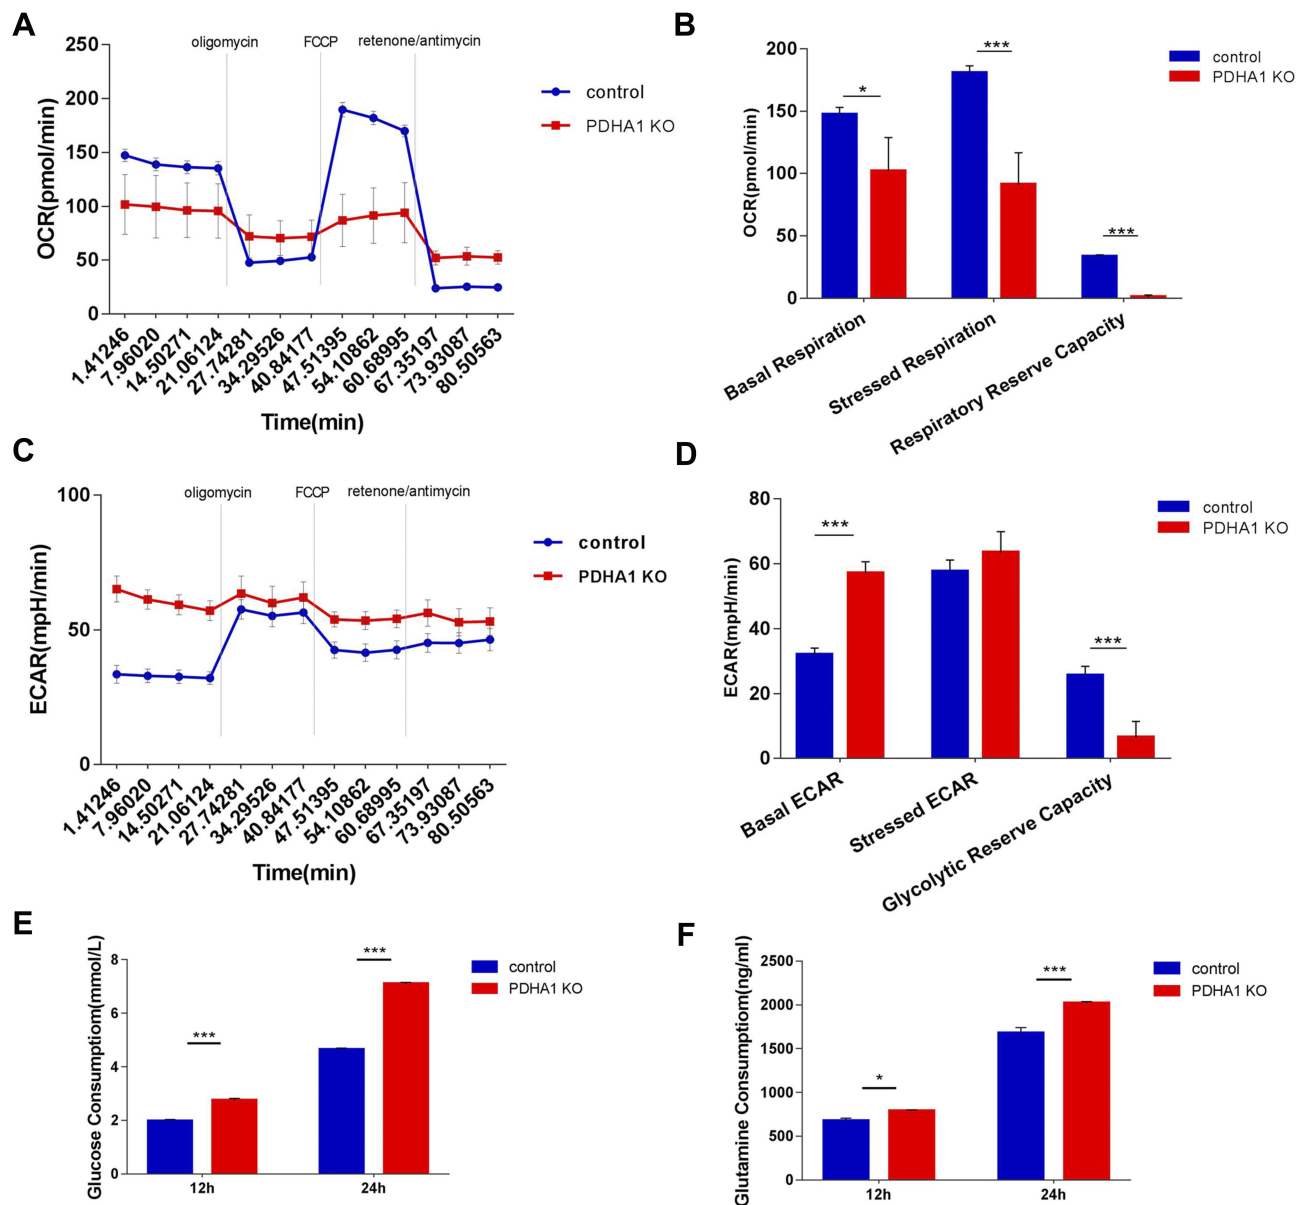 A
250
200
150
100
50
0
OCR(pmol/min)
oligomycin
FCCP
retenone/antimycin
control
PDHA1 KO
1.41246
7.96020
14.50271
21.06124
27.74281
34.29526
40.84177
47.51395
54.10862
60.68995
67.35197
73.93087
80.50563
Time(min)
B
200
150
100
50
0
OCR(pmol/min)
*
***
***
control
PDHA1 KO
Basal Respiration
Stressed Respiration
Respiratory Reserve Capacity
C
100
50
0
ECAR(mpH/min)
oligomycin
FCCP
retenone/antimycin
control
PDHA1 KO
1.41246
7.96020
14.50271
21.06124
27.74281
34.29526
40.84177
47.51395
54.10862
60.68995
67.35197
73.93087
80.50563
Time(min)
D
80
60
40
20
0
ECAR(mpH/min)
***
***
control
PDHA1 KO
Basal ECAR
Stressed ECAR
Glycolytic Reserve Capacity
E
8
6
4
2
0
Glucose Consumptiom(mmol/L)
***
***
control
PDHA1 KO
12h
24h
F
2500
2000
1500
1000
500
0
Glutamine Consumptiom(ng/ml)
*
***
control
PDHA1 KO
12h
24h